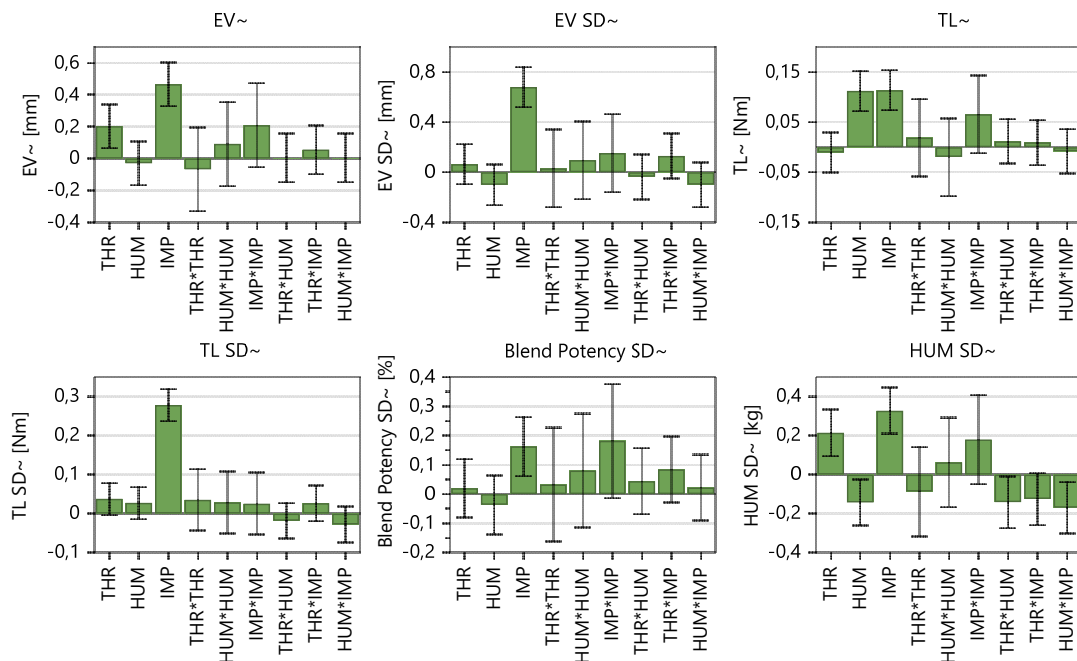 EV~
EV~ [mm]
0,6
0,4
0,2
0
-0,2
-0,4
THR
HUM
IMP
THR*THR
HUM*HUM
IMP*IMP
THR*HUM
THR*IMP
HUM*IMP
EV SD~
EV SD~ [mm]
0,8
0,4
0
-0,4
THR
HUM
IMP
THR*THR
HUM*HUM
IMP*IMP
THR*HUM
THR*IMP
HUM*IMP
TL~
TL~ [Nm]
0,15
0
-0,15
THR
HUM
IMP
THR*THR
HUM*HUM
IMP*IMP
THR*HUM
THR*IMP
HUM*IMP
TL SD~
TL SD~ [Nm]
0,3
0,2
0,1
0
-0,1
THR
HUM
IMP
THR*THR
HUM*HUM
IMP*IMP
THR*HUM
THR*IMP
HUM*IMP
Blend Potency SD~
Blend Potency SD~ [%]
0,4
0,3
0,2
0,1
0
-0,1
-0,2
THR
HUM
IMP
THR*THR
HUM*HUM
IMP*IMP
THR*HUM
THR*IMP
HUM*IMP
HUM SD~
HUM SD~ [kg]
0,4
0,2
0
-0,2
-0,4
THR
HUM
IMP
THR*THR
HUM*HUM
IMP*IMP
THR*HUM
THR*IMP
HUM*IMP